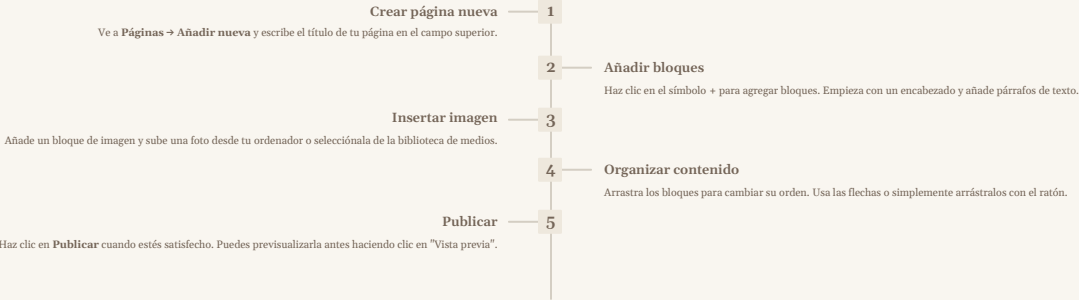 Crear página nueva
1
Ve a Páginas → Añadir nueva y escribe el título de tu página en el campo superior.
2
Añadir bloques
Haz clic en el símbolo + para agregar bloques. Empieza con un encabezado y añade párrafos de texto.
Insertar imagen
3
Añade un bloque de imagen y sube una foto desde tu ordenador o selecciónala de la biblioteca de medios.
4
Organizar contenido
Arrastra los bloques para cambiar su orden. Usa las flechas o simplemente arrástralos con el ratón.
Publicar
5
Haz clic en Publicar cuando estés satisfecho. Puedes previsualizarla antes haciendo clic en "Vista previa".